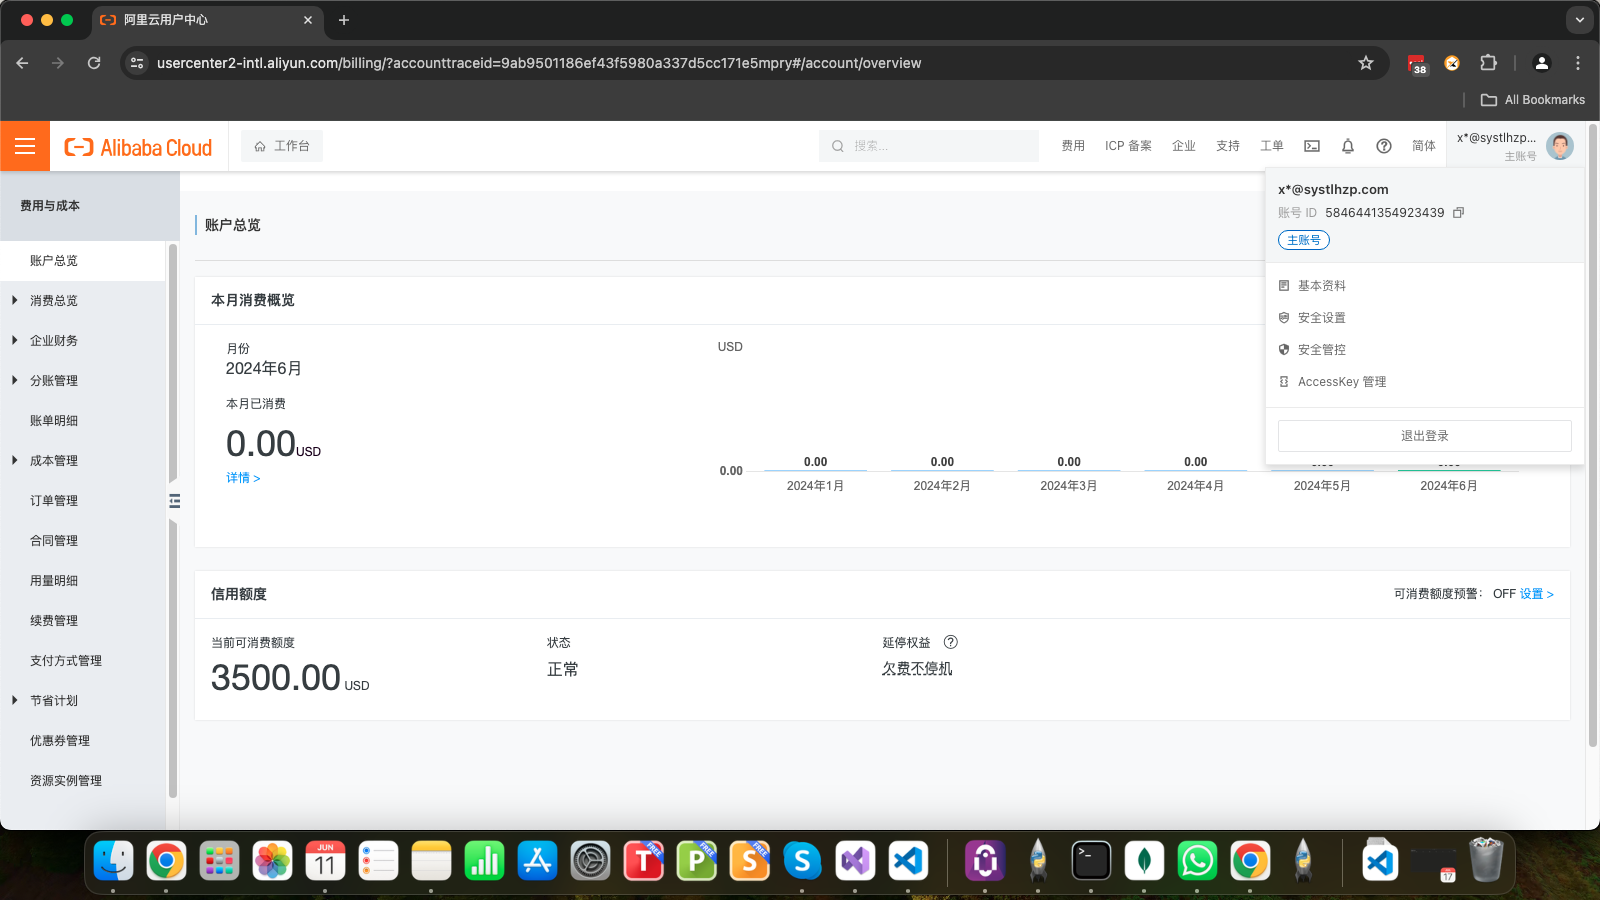 阿里云用户中心
usercenter2-intl.aliyun.com/billing/?accounttraceid=9ab9501186ef43f5980a337d5cc171e5mpry#/account/overview
38
All Bookmarks
Alibaba Cloud
工作台
搜索...
费用
ICP 备案
企业
支持
工单
简体
x*@systlhzp...
主账号
x*@systlhzp.com
账号 ID 5846441354923439
主账号
基本资料
安全设置
安全管控
AccessKey 管理
退出登录
费用与成本
账户总览
消费总览
企业财务
分账管理
账单明细
成本管理
订单管理
合同管理
用量明细
续费管理
支付方式管理
节省计划
优惠券管理
资源实例管理
账户总览
本月消费概览
月份
2024年6月
本月已消费
0.00USD
详情 >
USD
0.00
0.00 0.00 0.00 0.00
2024年1月 2024年2月 2024年3月 2024年4月 2024年5月 2024年6月
信用额度
可消费额度预警： OFF 设置 >
当前可消费额度
3500.00 USD
状态
正常
延停权益
欠费不停机
JUN
11
T FREE
P FREE
S FREE
17